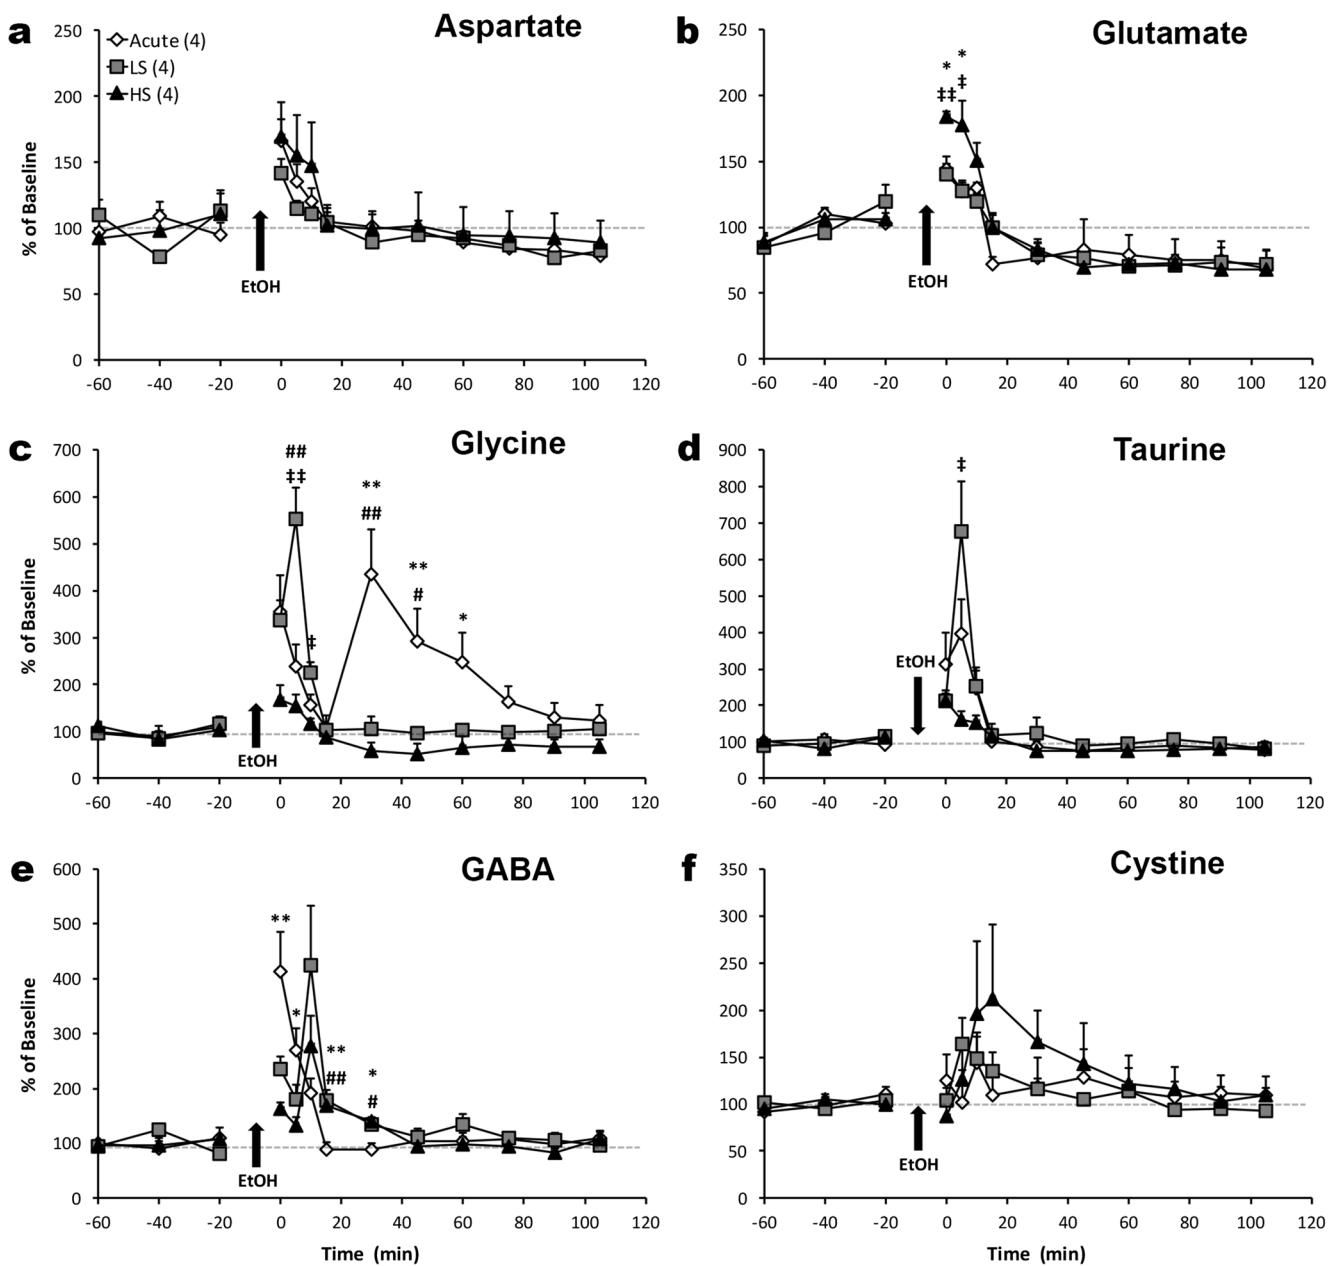 a
Aspartate
Acute (4)
LS (4)
HS (4)
% of Baseline
250
200
150
100
50
0
-60 -40 -20 0 20 40 60 80 100 120
EtOH
b
Glutamate
250
200
150
100
50
0
-60 -40 -20 0 20 40 60 80 100 120
*
‡‡
*
‡
EtOH
c
Glycine
% of Baseline
700
600
500
400
300
200
100
0
-60 -40 -20 0 20 40 60 80 100 120
##
‡‡
‡
**
##
**
#
*
EtOH
d
Taurine
900
800
700
600
500
400
300
200
100
0
-60 -40 -20 0 20 40 60 80 100 120
‡
EtOH
e
GABA
% of Baseline
600
500
400
300
200
100
0
-60 -40 -20 0 20 40 60 80 100 120
**
*
**
##
*
#
EtOH
Time (min)
f
Cystine
350
300
250
200
150
100
50
0
-60 -40 -20 0 20 40 60 80 100 120
EtOH
Time (min)